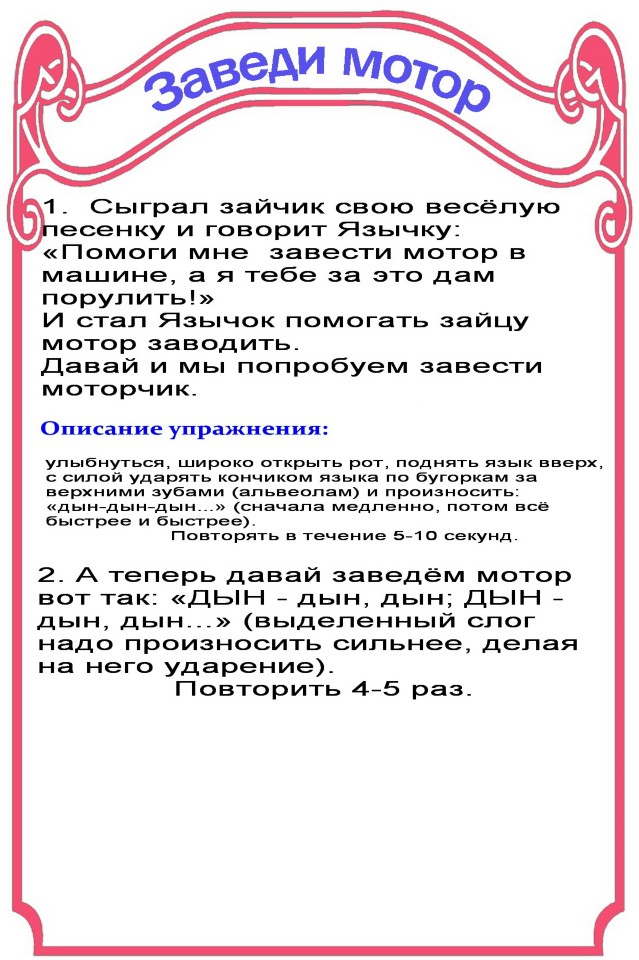 Заведи мотор
1. Сыграл зайчик свою весёлую
песенку и говорит Язычку:
«Помоги мне завести мотор в
машине, а я тебе за это дам
порулить!»
И стал Язычок помогать зайцу
мотор заводить.
Давай и мы попробуем завести
моторчик.
Описание упражнения:
улыбнуться, широко открыть рот, поднять язык вверх,
с силой ударять кончиком языка по бугоркам за
верхними зубами (альвеолам) и произносить:
«дын-дын-дын...» (сначала медленно, потом всё
быстрее и быстрее).
Повторять в течение 5-10 секунд.
2. А теперь давай заведём мотор
вот так: «ДЫН - дын, дын; ДЫН -
дын, дын...» (выделенный слог
надо произносить сильнее, делая
на него ударение).
Повторить 4-5 раз.